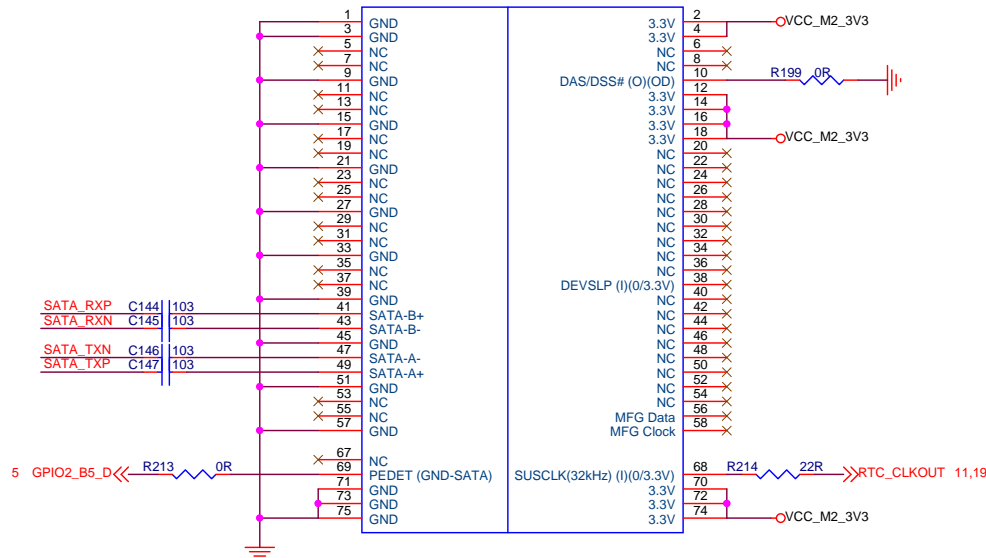 1 GND 3.3V 2 VCC_M2_3V3
3 GND 3.3V 4
5 NC NC 6
7 NC NC 8
9 GND DAS/DSS# (O)(OD) 10 R199 0R
11 NC 3.3V 12
13 NC 3.3V 14
15 GND 3.3V 16
17 NC 3.3V 18 VCC_M2_3V3
19 NC NC 20
21 GND NC 22
23 NC NC 24
25 NC NC 26
27 GND NC 28
29 NC NC 30
31 NC NC 32
33 GND NC 34
35 NC NC 36
37 NC DEVSLP (I)(0/3.3V) 38
39 GND NC 40
SATA_RXP C144 103 41 SATA-B+ NC 42
SATA_RXN C145 103 43 SATA-B- NC 44
45 GND NC 46
SATA_TXN C146 103 47 SATA-A- NC 48
SATA_TXP C147 103 49 SATA-A+ NC 50
51 GND NC 52
53 NC NC 54
55 NC MFG Data 56
57 GND MFG Clock 58
67 NC
5 GPIO2_B5_D R213 0R 69 PEDET (GND-SATA) SUSCLK(32kHz) (I)(0/3.3V) 68 R214 22R RTC_CLKOUT 11,19
71 GND 3.3V 70
73 GND 3.3V 72
75 GND 3.3V 74 VCC_M2_3V3